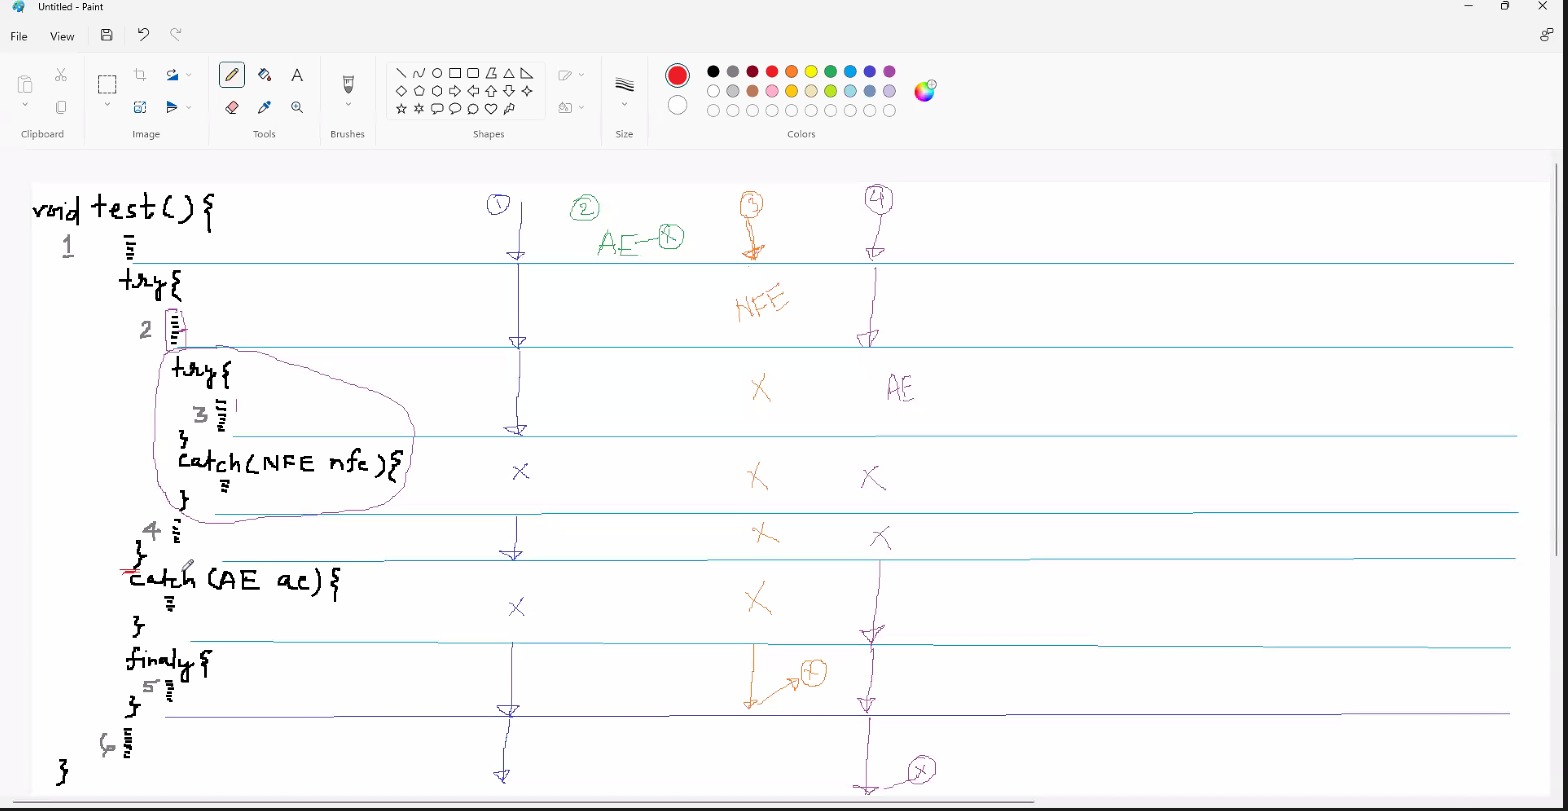 Untitled - Paint
File View
Clipboard Image Tools Brushes Shapes Size Colors
void test() {
1
try{
2
try{
3
}
catch(NFE nfe){
}
4
}
catch (AE ae){
}
finaly {
5
}
6
}
1
2
AE x
3
NFE
X
X
X
X
x
4
AE
X
X
x
X
X